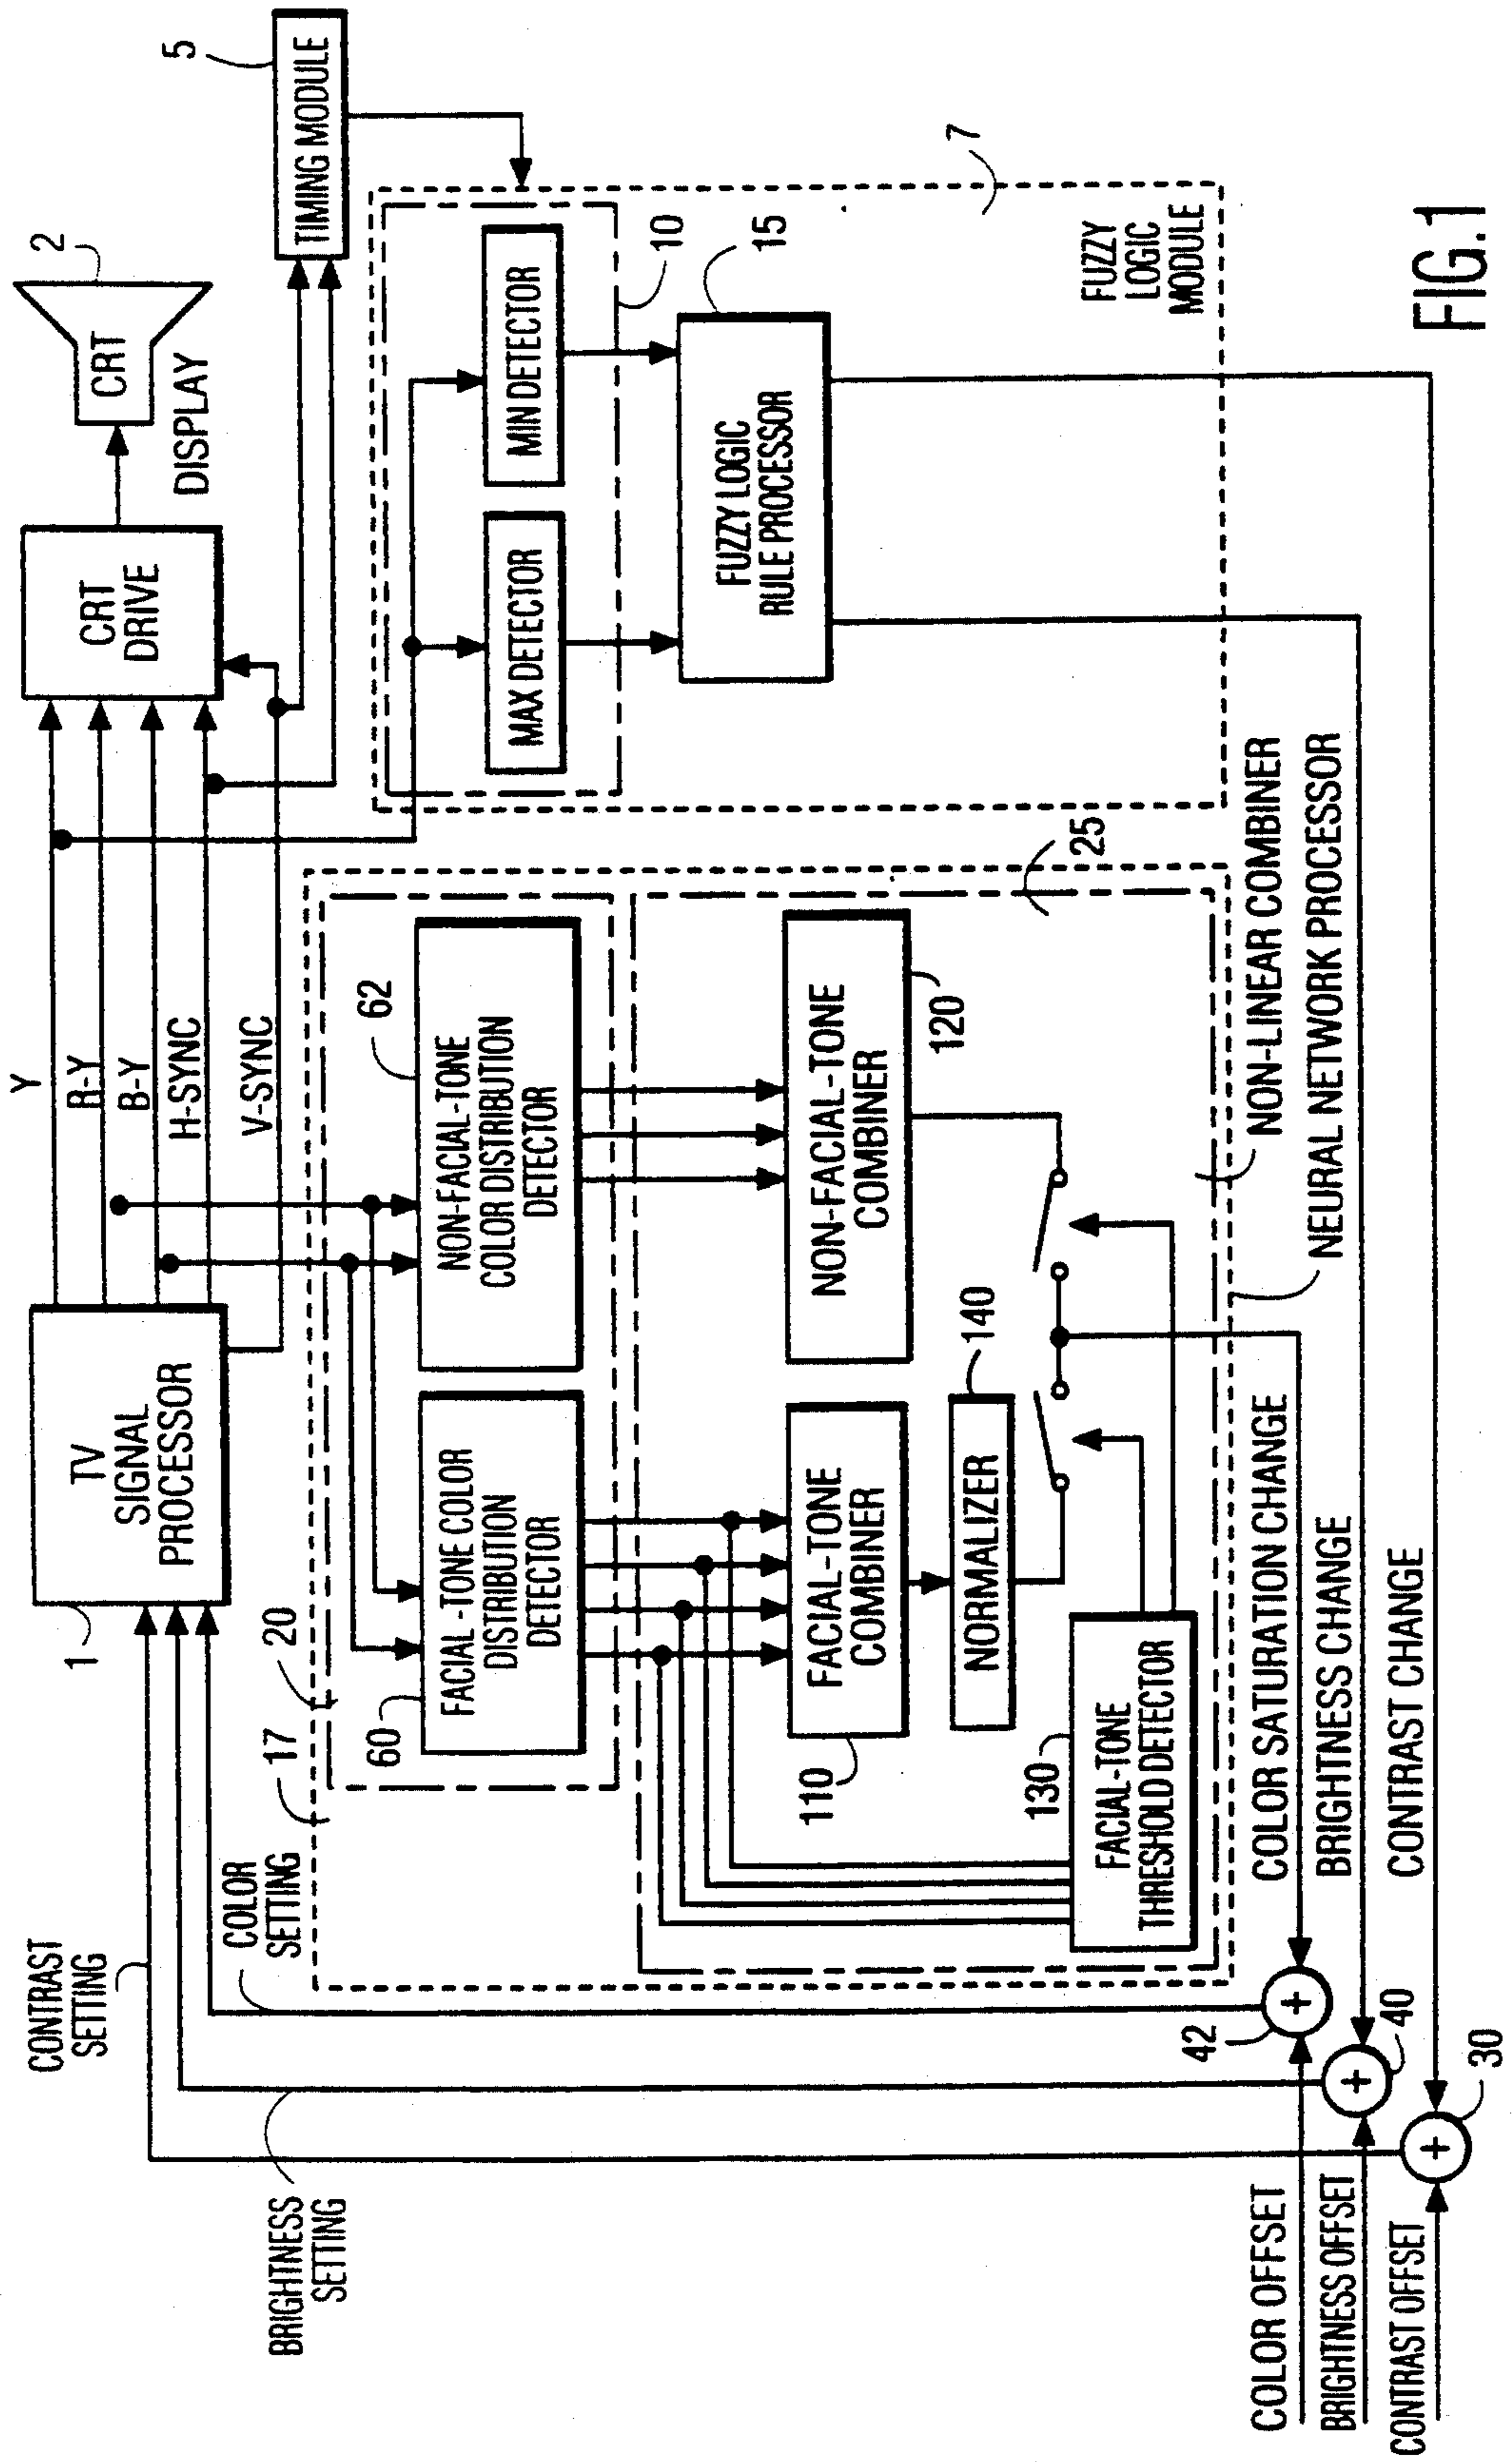 CONTRAST
SETTING
1
TV
SIGNAL
PROCESSOR
Y
R-Y
B-Y
H-SYNC
V-SYNC
CRT
DRIVE
CRT
2
DISPLAY
5
TIMING MODULE
BRIGHTNESS
SETTING
COLOR
SETTING
17
20
60
FACIAL-TONE COLOR
DISTRIBUTION
DETECTOR
62
NON-FACIAL-TONE
COLOR DISTRIBUTION
DETECTOR
MAX DETECTOR
MIN DETECTOR
10
15
FUZZY LOGIC
RULE PROCESSOR
7
FUZZY
LOGIC
MODULE
110
FACIAL-TONE
COMBINER
NON-FACIAL-TONE
COMBINER
120
25
NORMALIZER
140
130
FACIAL-TONE
THRESHOLD DETECTOR
NON-LINEAR COMBINER
NEURAL NETWORK PROCESSOR
COLOR SATURATION CHANGE
BRIGHTNESS CHANGE
CONTRAST CHANGE
42
+
40
+
30
+
COLOR OFFSET
BRIGHTNESS OFFSET
CONTRAST OFFSET
FIG.1